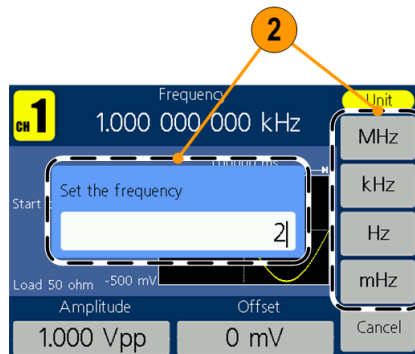 2
CH 1
Frequency
1.000 000 000 kHz
Unit
MHz
kHz
Hz
mHz
Cancel
Set the frequency
2
Start
Load 50 ohm
-500 mV
Amplitude
1.000 Vpp
Offset
0 mV